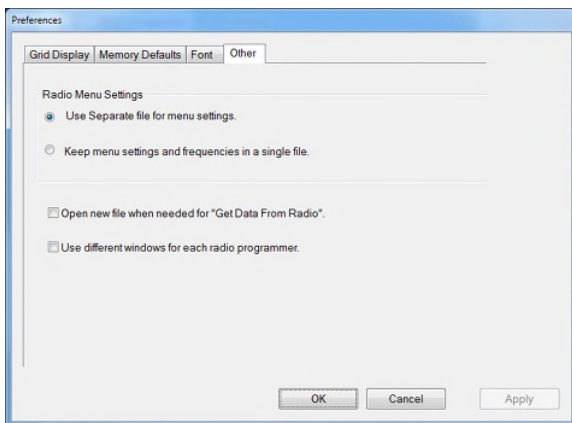 Preferences
Grid Display Memory Defaults Font Other
Radio Menu Settings
Use Separate file for menu settings.
Keep menu settings and frequencies in a single file.
Open new file when needed for "Get Data From Radio".
Use different windows for each radio programmer.
OK Cancel Apply